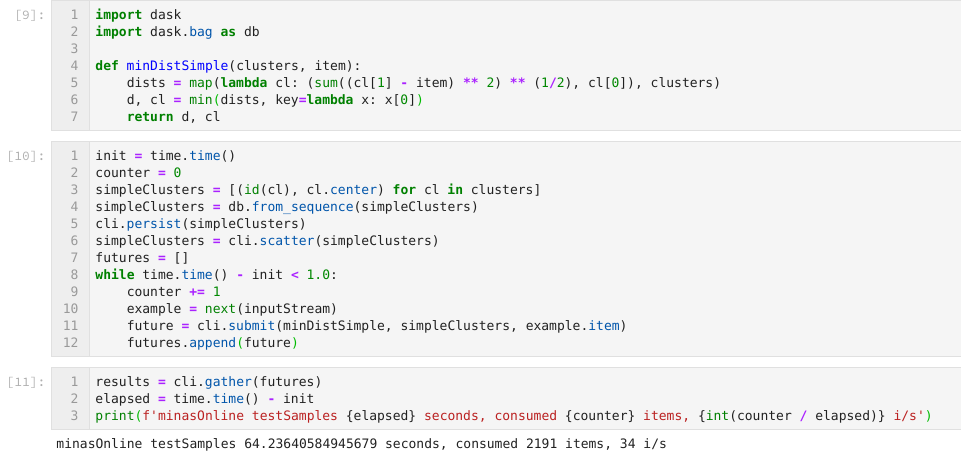 [9]:
1 import dask
2 import dask.bag as db
3
4 def minDistSimple(clusters, item):
5     dists = map(lambda cl: (sum((cl[1] - item) ** 2) ** (1/2), cl[0]), clusters)
6     d, cl = min(dists, key=lambda x: x[0])
7     return d, cl
[10]:
1 init = time.time()
2 counter = 0
3 simpleClusters = [(id(cl), cl.center) for cl in clusters]
4 simpleClusters = db.from_sequence(simpleClusters)
5 cli.persist(simpleClusters)
6 simpleClusters = cli.scatter(simpleClusters)
7 futures = []
8 while time.time() - init < 1.0:
9     counter += 1
10     example = next(inputStream)
11     future = cli.submit(minDistSimple, simpleClusters, example.item)
12     futures.append(future)
[11]:
1 results = cli.gather(futures)
2 elapsed = time.time() - init
3 print(f'minasOnline testSamples {elapsed} seconds, consumed {counter} items, {int(counter / elapsed)} i/s')
minasOnline testSamples 64.23640584945679 seconds, consumed 2191 items, 34 i/s